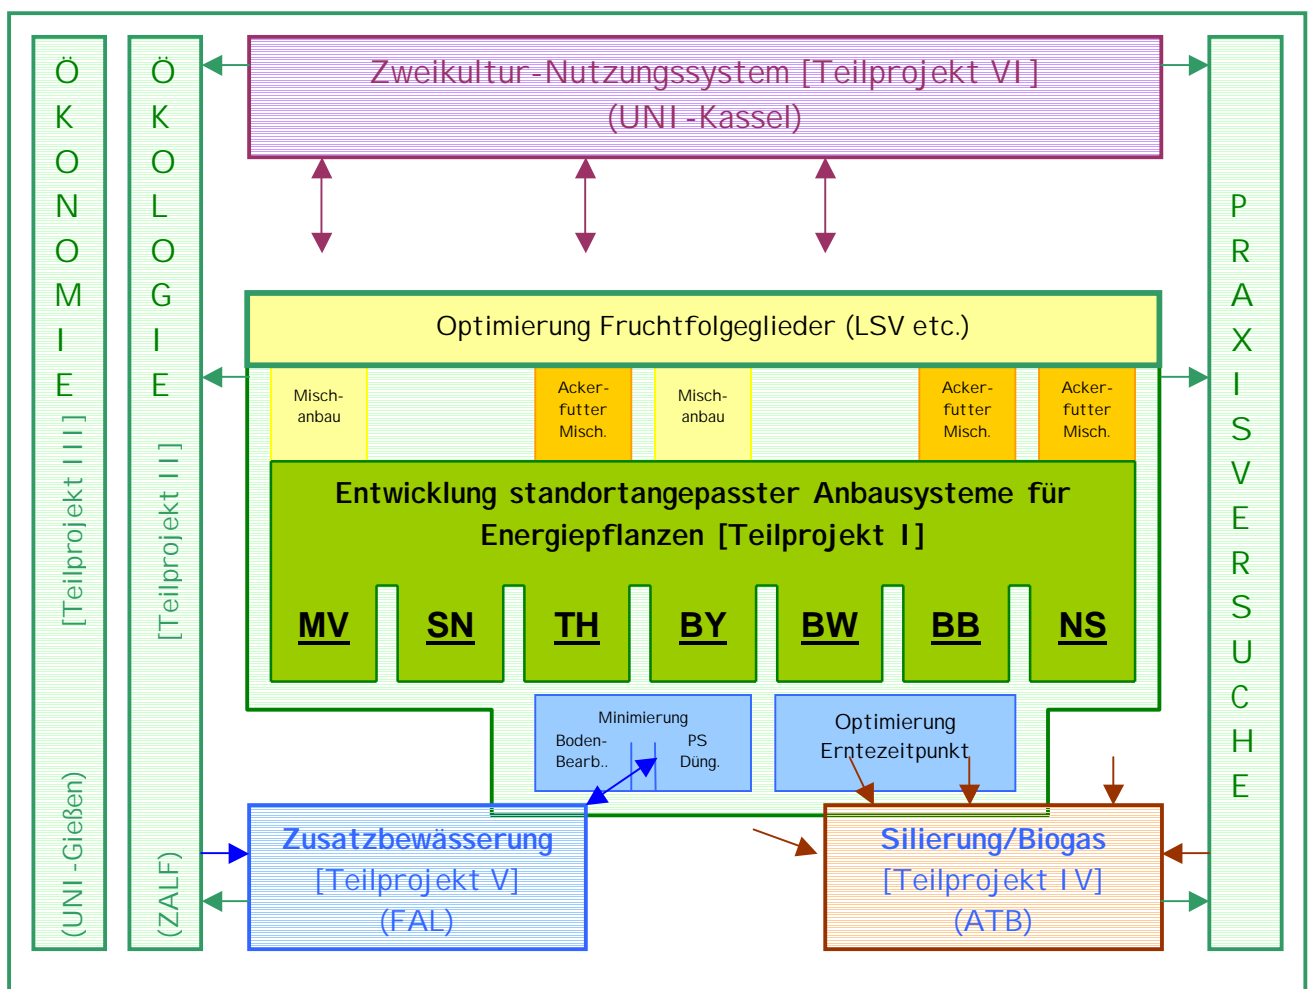 ÖKONOMIE
[Teilprojekt III]
(UNI-Gießen)
ÖKOLOGIE
[Teilprojekt II]
(ZALF)
Zweikultur-Nutzungssystem [Teilprojekt VI]
(UNI-Kassel)
Optimierung Fruchtfolgeglieder (LSV etc.)
Misch-
anbau
Acker-
futter
Misch.
Misch-
anbau
Acker-
futter
Misch.
Acker-
futter
Misch.
Entwicklung standortangepasster Anbausysteme für
Energiepflanzen [Teilprojekt I]
MV SN TH BY BW BB NS
Minimierung
Boden-
Bearb..
PS
Düng.
Optimierung
Erntezeitpunkt
Zusatzbewässerung
[Teilprojekt V]
(FAL)
Silierung/Biogas
[Teilprojekt IV]
(ATB)
PRAXISVERSUCHE